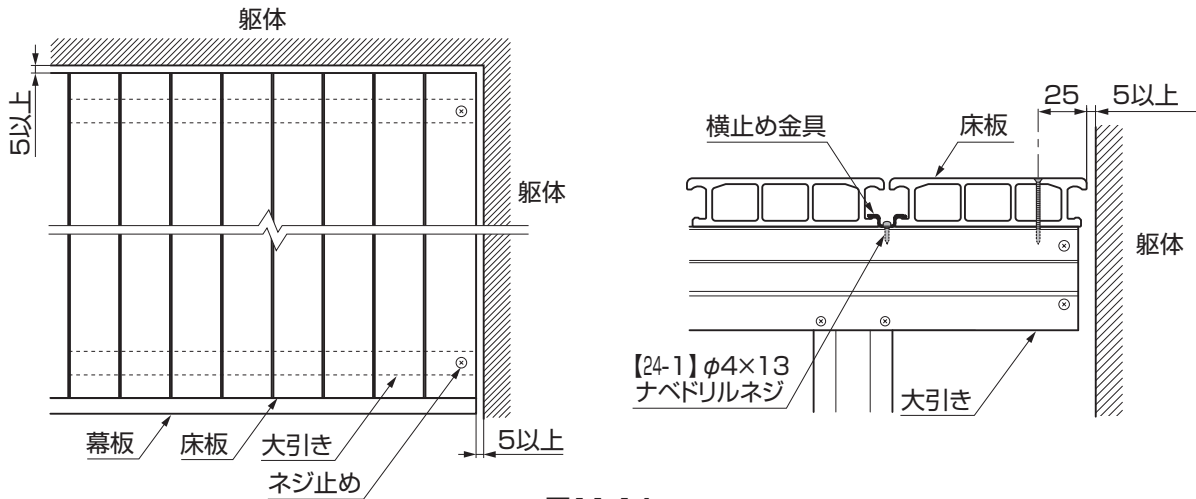 躯体
5以上
躯体
幕板
床板
大引き
ネジ止め
5以上
25
5以上
横止め金具
床板
躯体
【24-1】φ4×13
ナベドリルネジ
大引き